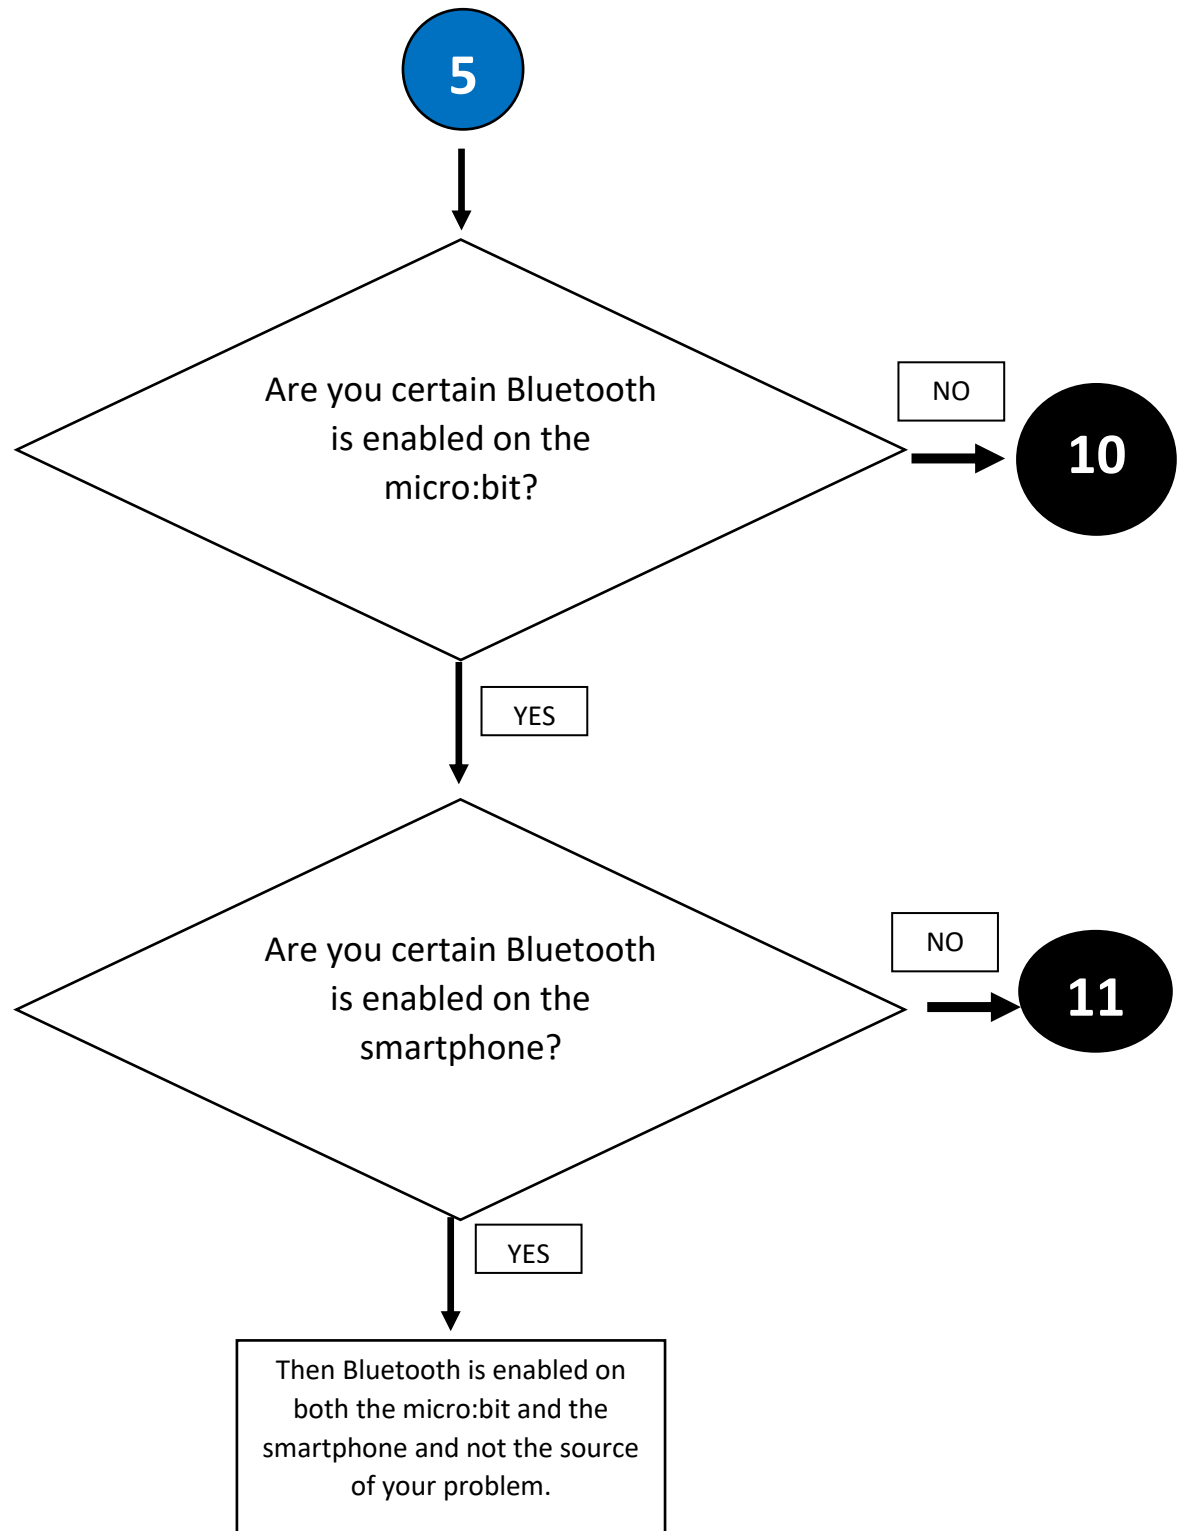 5
Are you certain Bluetooth
is enabled on the
micro:bit?
NO
10
YES
Are you certain Bluetooth
is enabled on the
smartphone?
NO
11
YES
Then Bluetooth is enabled on
both the micro:bit and the
smartphone and not the source
of your problem.